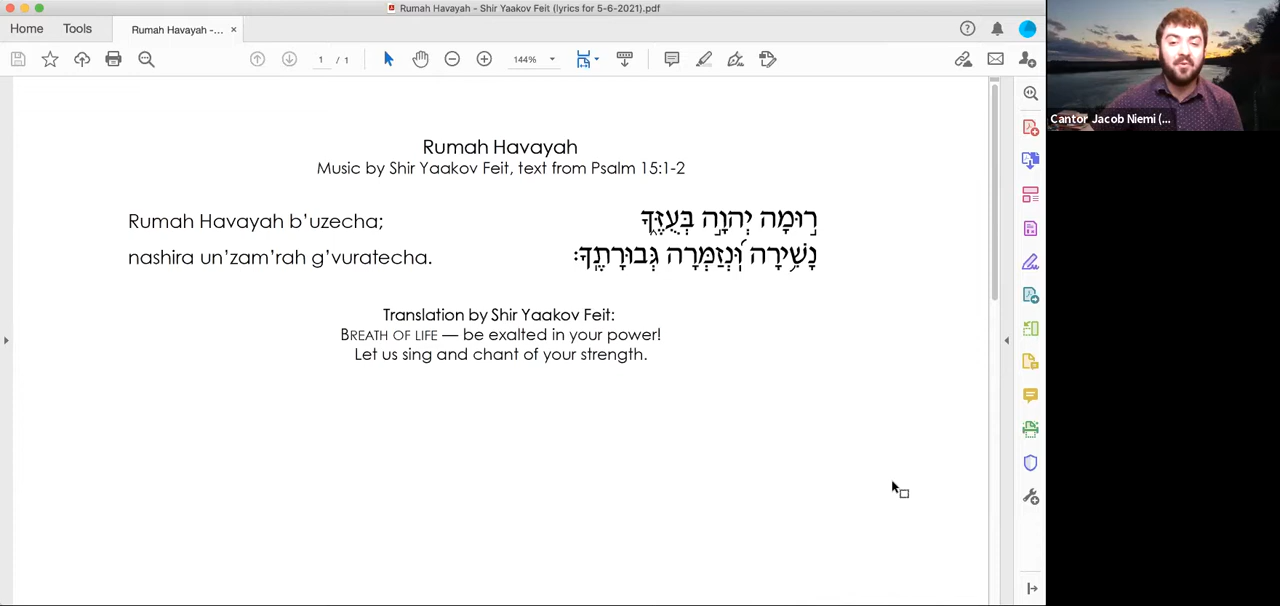 Rumah Havayah - Shir Yaakov Feit (lyrics for 5-6-2021).pdf
Home
Tools
Rumah Havayah -...
×
1 / 1
144%
Cantor Jacob Niemi (...
Rumah Havayah
Music by Shir Yaakov Feit, text from Psalm 15:1-2
Rumah Havayah b’uzecha;
ר֣וּמָה יְהֹוָ֣ה בְּעֻזֶּ֑ךָ
nashira un’zam’rah g’vuratecha.
נָשִׁ֥ירָה וּ֝נְזַמְּרָה גְּבוּרָתֶֽךָ׃
Translation by Shir Yaakov Feit:
BREATH OF LIFE — be exalted in your power!
Let us sing and chant of your strength.